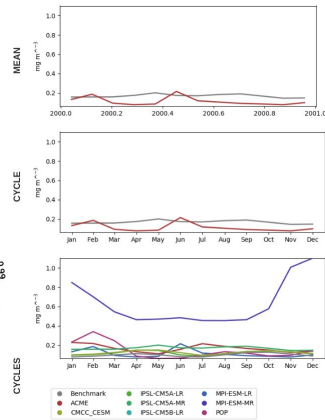 MEAN
mg m^-3
1.0
0.8
0.6
0.4
0.2
2000.0 2000.2 2000.4 2000.6 2000.8 2001.0
CYCLE
mg m^-3
1.0
0.8
0.6
0.4
0.2
Jan Feb Mar Apr May Jun Jul Aug Sep Oct Nov Dec
CYCLES
mg m^-3
1.0
0.8
0.6
0.4
0.2
Jan Feb Mar Apr May Jun Jul Aug Sep Oct Nov Dec
Benchmark IPSL-CM5A-LR MPI-ESM-LR
ACME IPSL-CM5A-MR MPI-ESM-MR
CMCC_CESM IPSL-CM5B-LR POP